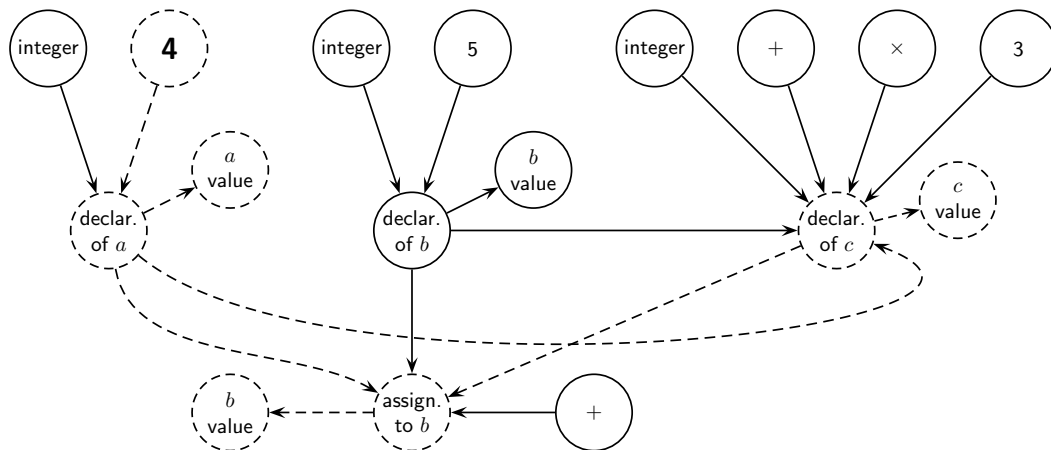 integer
4
integer
5
integer
+
×
3
a
value
b
value
c
value
declar.
of a
declar.
of b
declar.
of c
b
value
assign.
to b
+